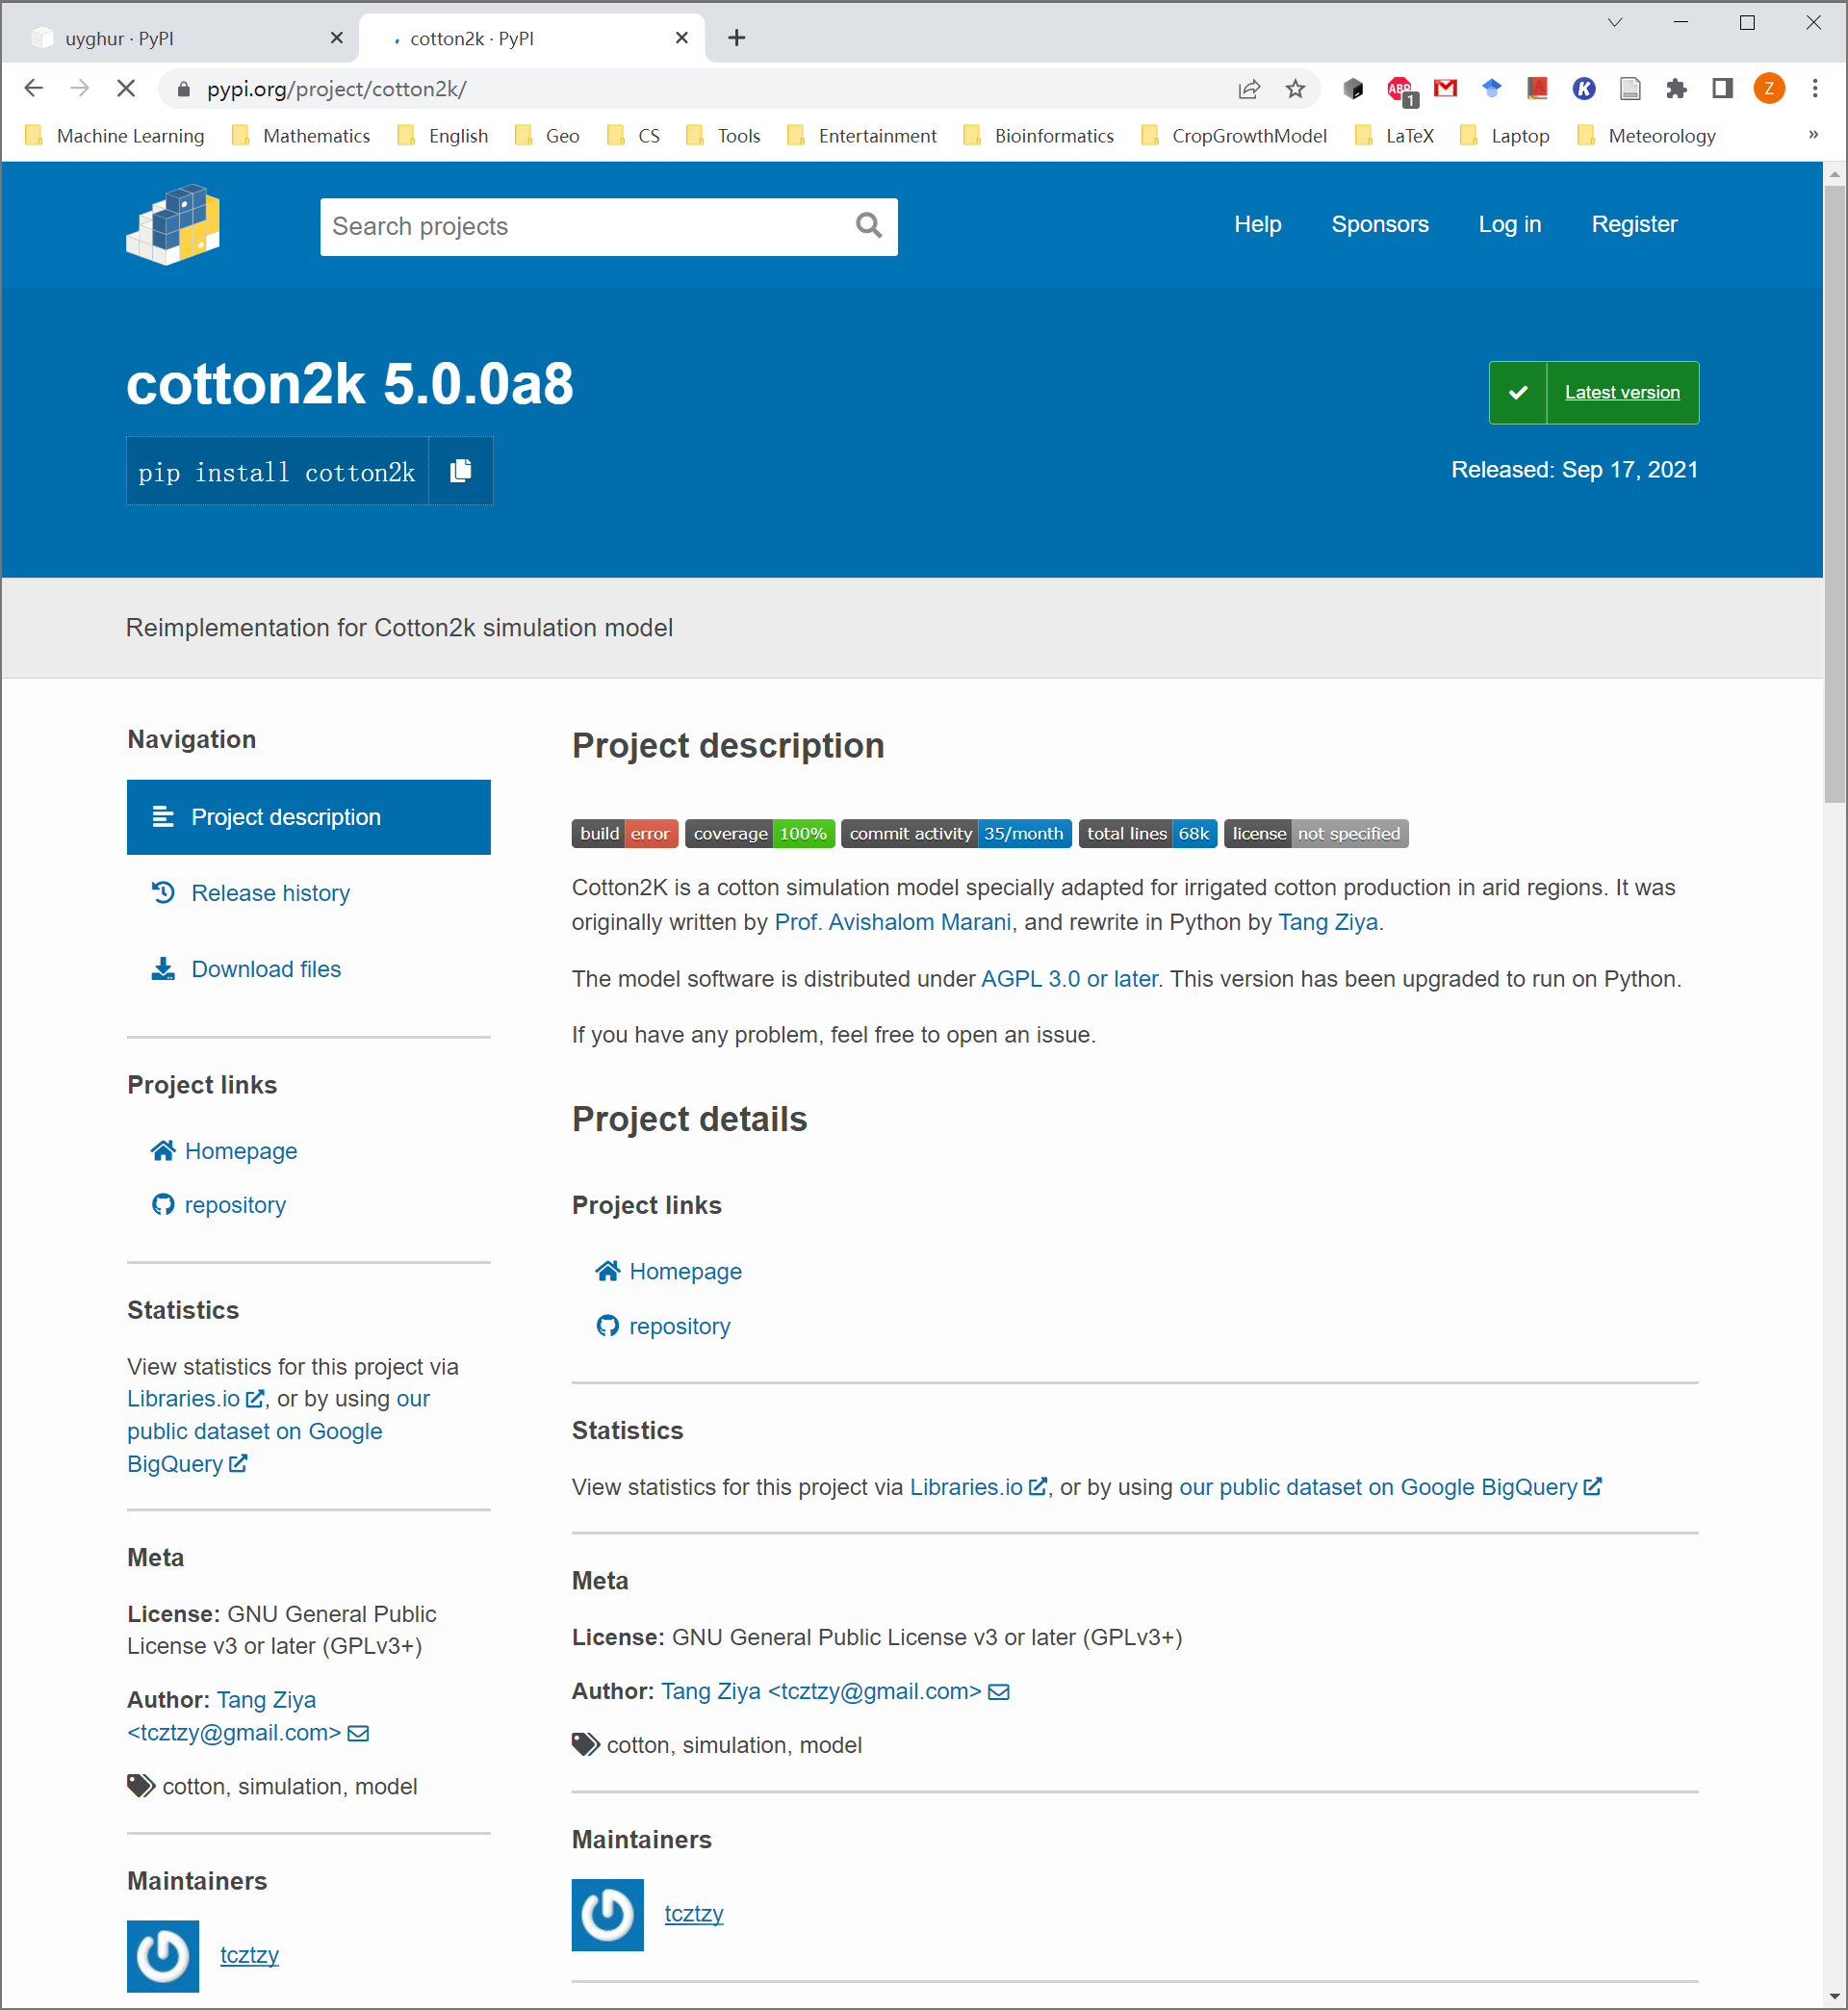 uyghur · PyPI
cotton2k · PyPI
pypi.org/project/cotton2k/
ABP
1
K
Z
Machine Learning
Mathematics
English
Geo
CS
Tools
Entertainment
Bioinformatics
CropGrowthModel
LaTeX
Laptop
Meteorology
»
Search projects
Help
Sponsors
Log in
Register
cotton2k 5.0.0a8
Latest version
pip install cotton2k
Released: Sep 17, 2021
Reimplementation for Cotton2k simulation model
Navigation
Project description
Release history
Download files
Project links
Homepage
repository
Statistics
View statistics for this project via
Libraries.io, or by using our
public dataset on Google
BigQuery
Meta
License: GNU General Public
License v3 or later (GPLv3+)
Author: Tang Ziya
<tcztzy@gmail.com>
cotton, simulation, model
Maintainers
tcztzy
Project description
build error coverage 100% commit activity 35/month total lines 68k license not specified
Cotton2K is a cotton simulation model specially adapted for irrigated cotton production in arid regions. It was
originally written by Prof. Avishalom Marani, and rewrite in Python by Tang Ziya.
The model software is distributed under AGPL 3.0 or later. This version has been upgraded to run on Python.
If you have any problem, feel free to open an issue.
Project details
Project links
Homepage
repository
Statistics
View statistics for this project via Libraries.io, or by using our public dataset on Google BigQuery
Meta
License: GNU General Public License v3 or later (GPLv3+)
Author: Tang Ziya <tcztzy@gmail.com>
cotton, simulation, model
Maintainers
tcztzy